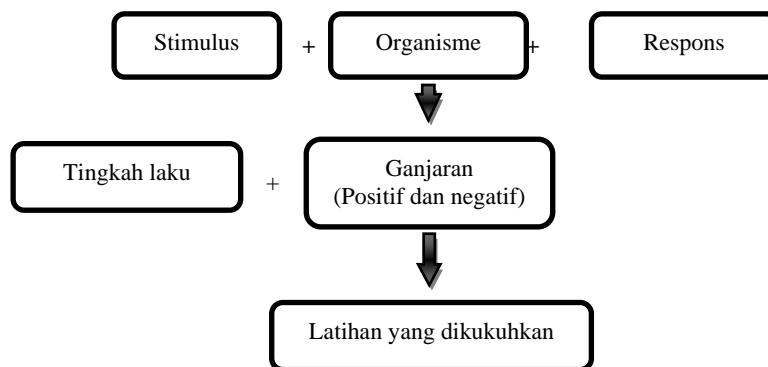 Stimulus + Organisme + Respons
Tingkah laku + Ganjaran
(Positif dan negatif)
Latihan yang dikukuhkan